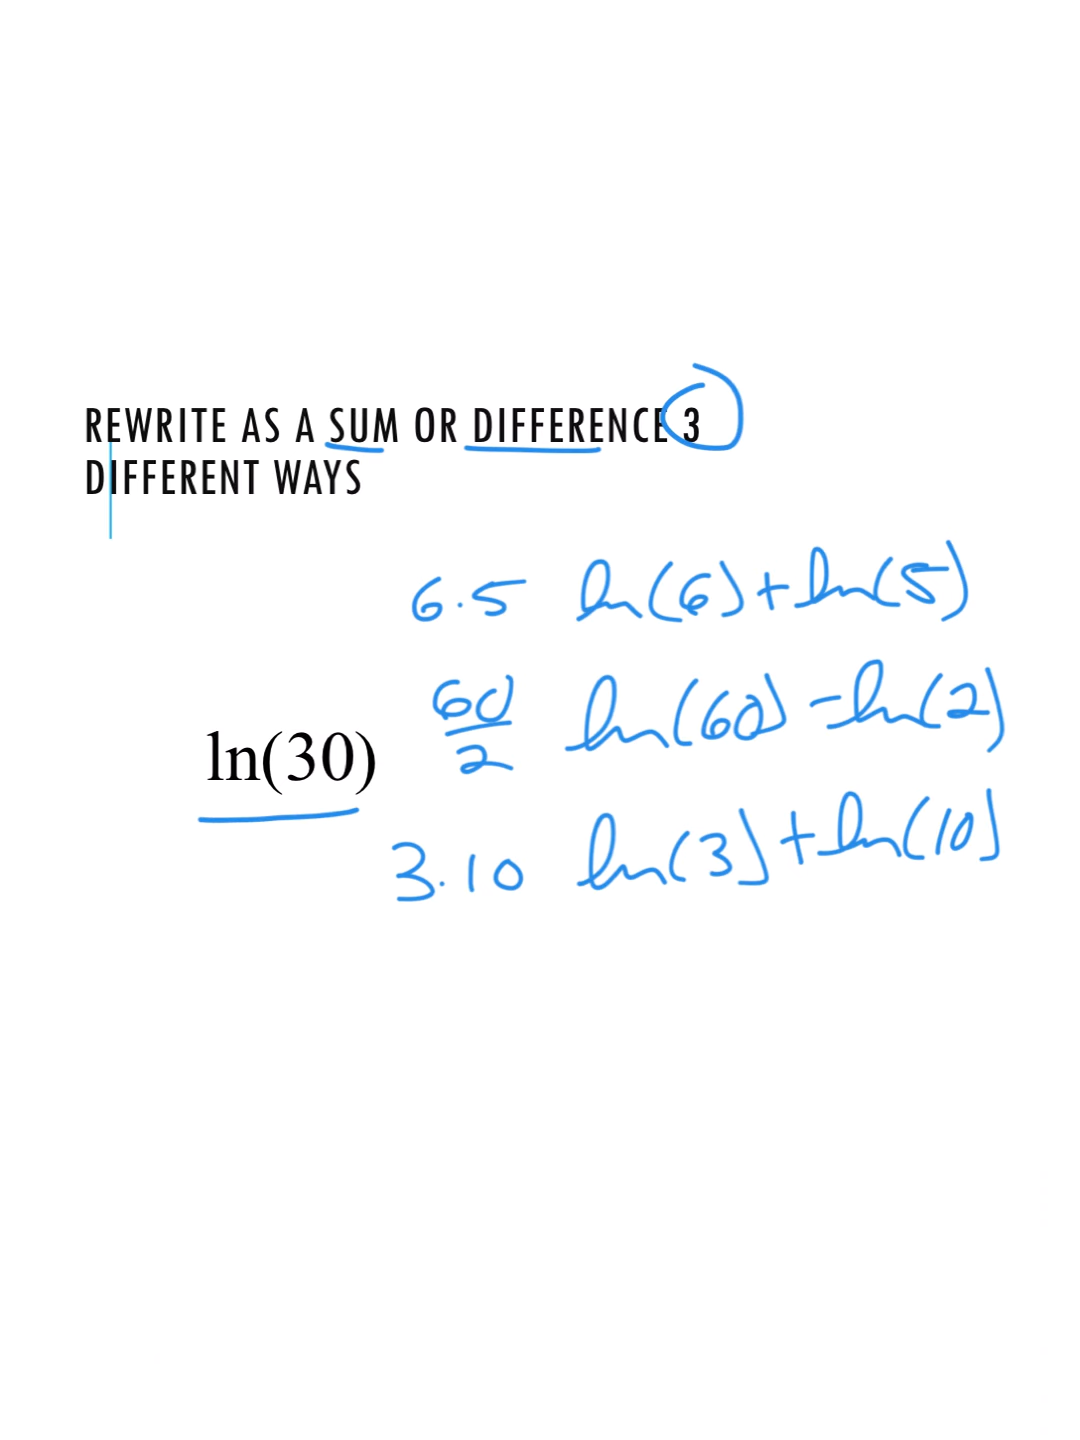 REWRITE AS A SUM OR DIFFERENCE 3
DIFFERENT WAYS
6.5 ln(6)+ln(5)
60/2 ln(60)-ln(2)
ln(30)
3.10 ln(3)+ln(10)